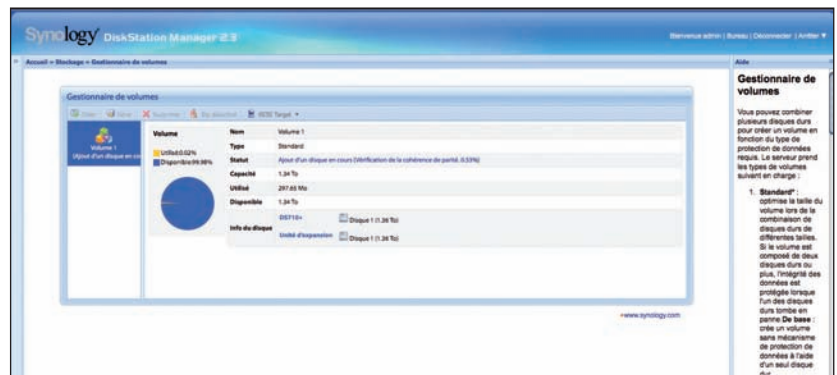 Synology DiskStation Manager 2.3
Bienvenue admin | Bureau | Déconnecter | Arrêter ▼
Accueil » Stockage » Gestionnaire de volumes
Aide
Gestionnaire de volumes
Créer
Gérer
Supprimer
iSCSI Target ▼
Volume 1
(Ajout d'un disque en co
Volume
Utilisé:0.02%
Disponible:99.98%
Nom Volume 1
Type Standard
Statut Ajout d'un disque en cours (Vérification de la cohérence de parité. 0.53%)
Capacité 1.34 To
Utilisé 297.65 Mo
Disponible 1.34 To
Info du disque
DS710+ Disque 1 (1.36 To)
Unité d'expansion Disque 1 (1.36 To)
www.synology.com
Gestionnaire de
volumes
Vous pouvez combiner
plusieurs disques durs
pour créer un volume en
fonction du type de
protection de données
requis. Le serveur prend
les types de volumes
suivant en charge :
1. Standard* :
optimise la taille du
volume lors de la
combinaison de
disques durs de
différentes tailles.
Si le volume est
composé de deux
disques durs ou
plus, l'intégrité des
données est
protégée lorsque
l'un des disques
durs tombe en
panne.De base :
crée un volume
sans mécanisme
de protection de
données à l'aide
d'un seul disque
dur